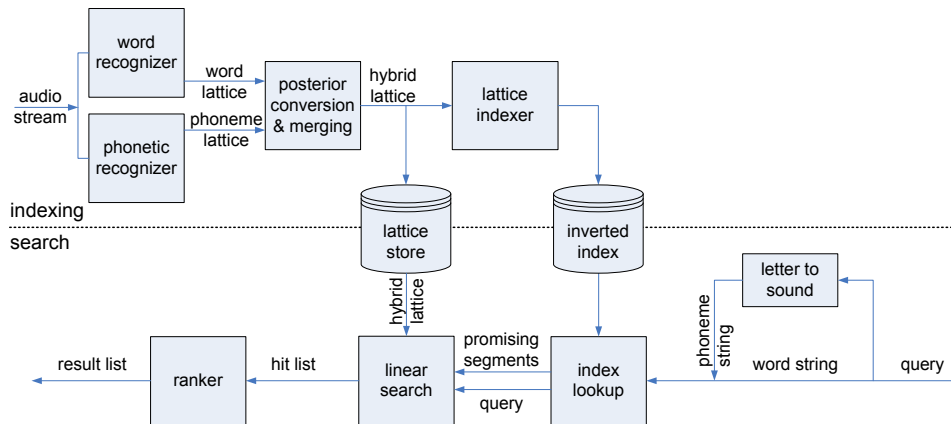 word
recognizer
audio
stream
phonetic
recognizer
word
lattice
phoneme
lattice
posterior
conversion
& merging
hybrid
lattice
lattice
indexer
indexing
search
lattice
store
inverted
index
letter to
sound
hybrid
lattice
phoneme
string
result list
ranker
hit list
linear
search
promising
segments
query
index
lookup
word string
query